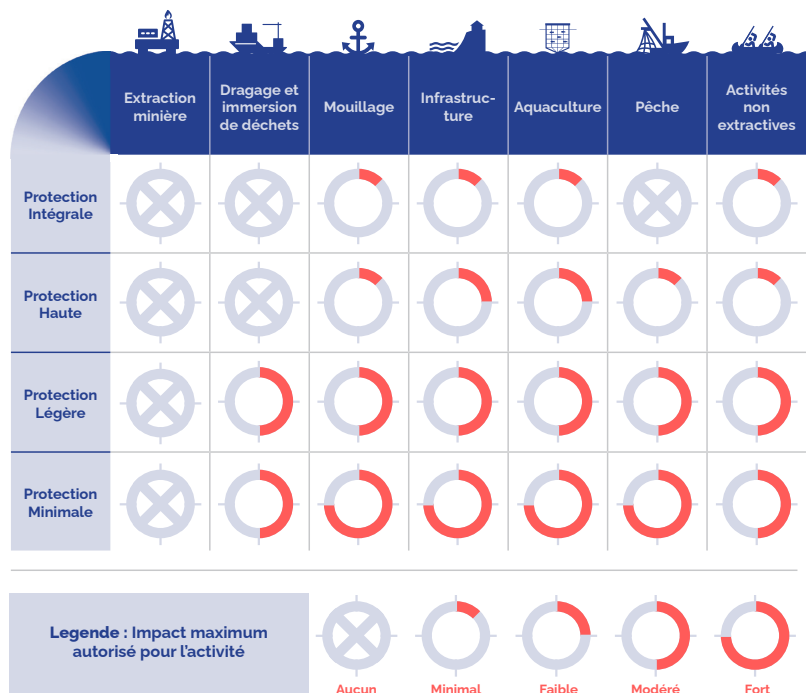 Extraction
minière
Dragage et
immersion
de déchets
Mouillage
Infrastruc-
ture
Aquaculture
Pêche
Activités
non
extractives
Protection
Intégrale
Protection
Haute
Protection
Légère
Protection
Minimale
Legende : Impact maximum
autorisé pour l'activité
Aucun
Minimal
Faible
Modéré
Fort